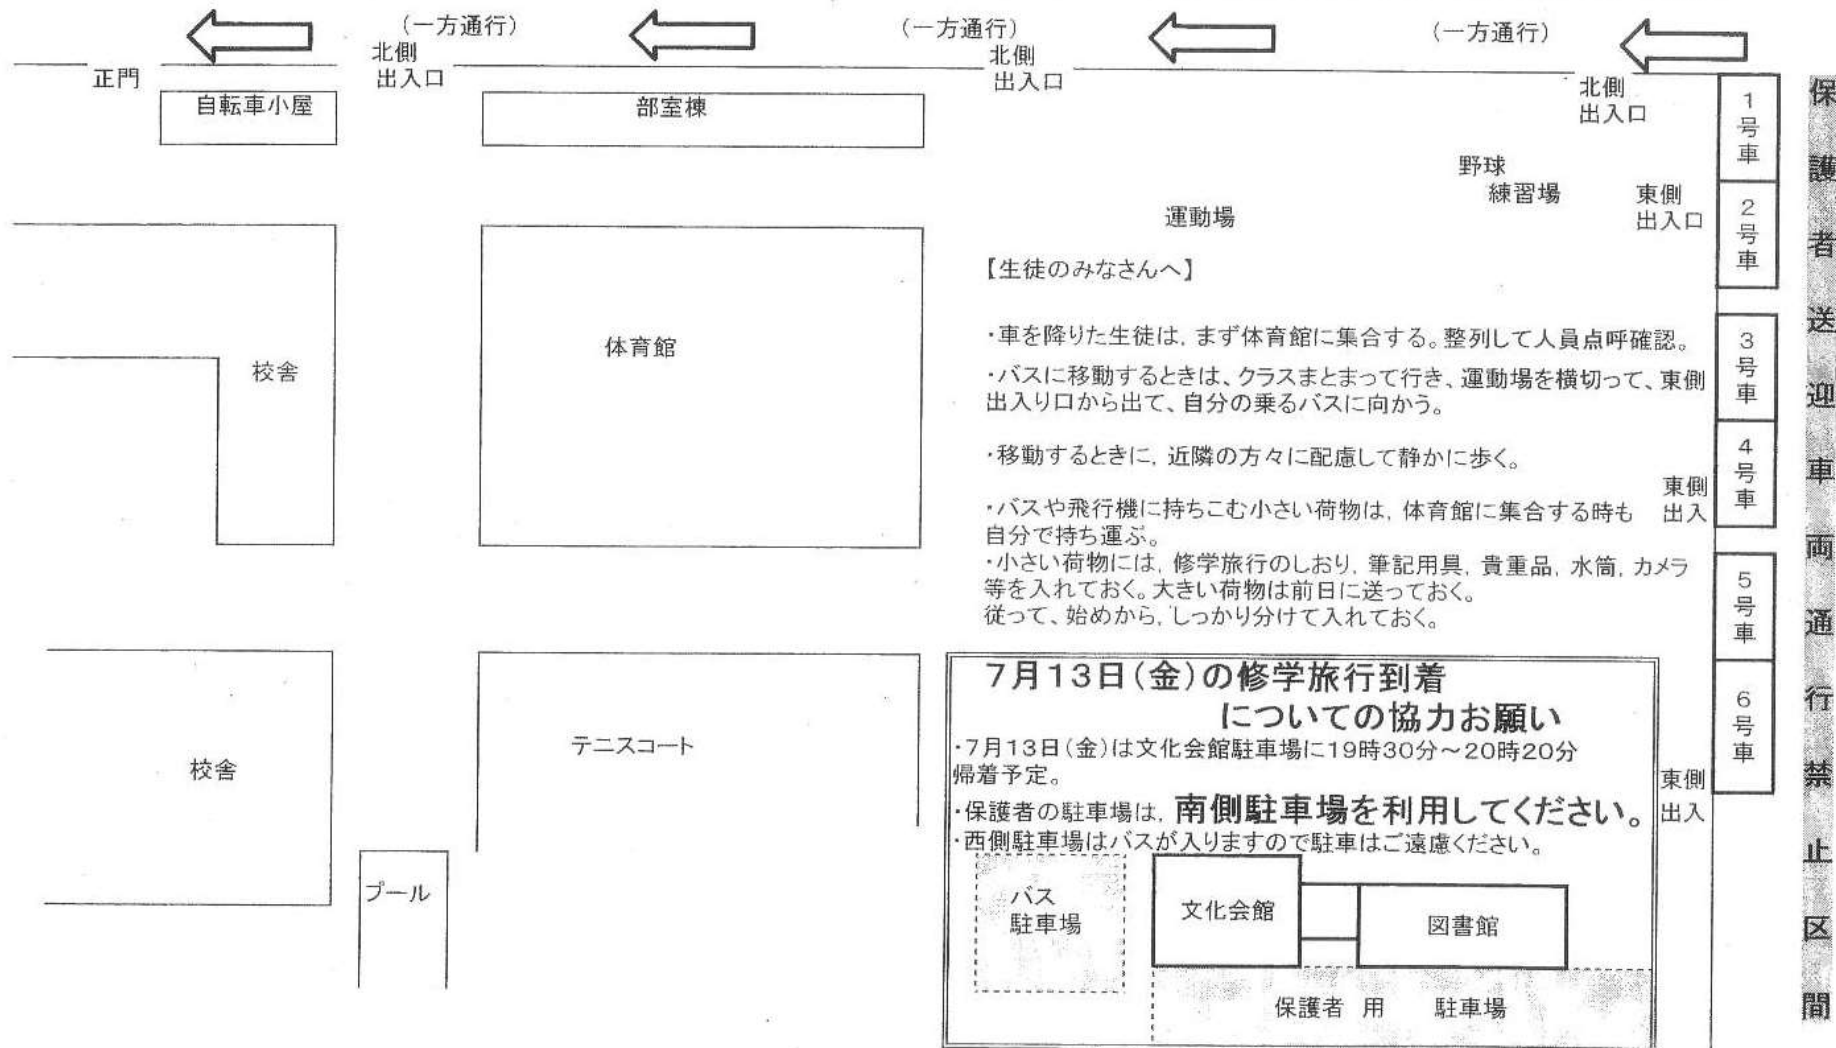 (一方通行)
(一方通行)
(一方通行)
正門
北側
出入口
北側
出入口
北側
出入口
自転車小屋
部室棟
野球
練習場
運動場
東側
出入口
1号車
2号車
3号車
4号車
5号車
6号車
保護者送迎車両通行禁止区間
校舎
体育館
【生徒のみなさんへ】
・車を降りた生徒は,まず体育館に集合する。整列して人員点呼確認。
・バスに移動するときは、クラスまとまって行き、運動場を横切って、東側
出入り口から出て、自分の乗るバスに向かう。
・移動するときに,近隣の方々に配慮して静かに歩く。
・バスや飛行機に持ちこむ小さい荷物は,体育館に集合する時も
自分で持ち運ぶ。
・小さい荷物には,修学旅行のしおり,筆記用具,貴重品,水筒,カメラ
等を入れておく。大きい荷物は前日に送っておく。
従って、始めから,しっかり分けて入れておく。
東側
出入
校舎
テニスコート
プール
7月13日(金)の修学旅行到着
についての協力お願い
・7月13日(金)は文化会館駐車場に19時30分~20時20分
帰着予定。
・保護者の駐車場は,南側駐車場を利用してください。
・西側駐車場はバスが入りますので駐車はご遠慮ください。
東側
出入
バス
駐車場
文化会館
図書館
保護者 用 駐車場